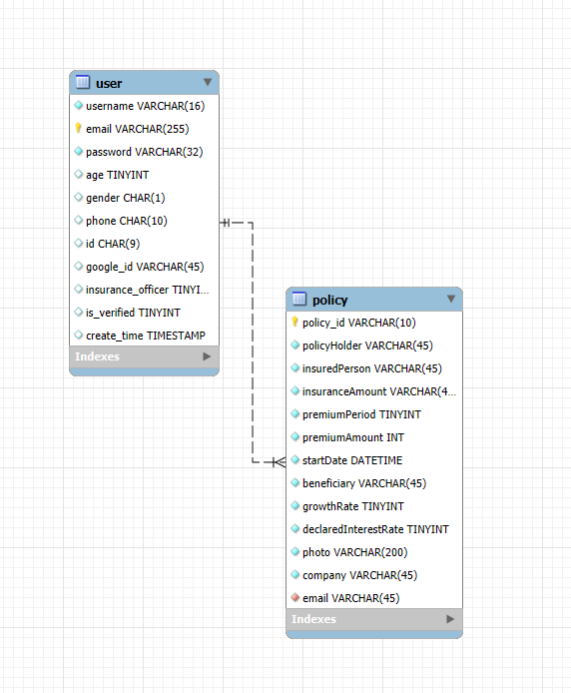 user
username VARCHAR(16)
email VARCHAR(255)
password VARCHAR(32)
age TINYINT
gender CHAR(1)
phone CHAR(10)
id CHAR(9)
google_id VARCHAR(45)
insurance_officer TINYI...
is_verified TINYINT
create_time TIMESTAMP
Indexes
policy
policy_id VARCHAR(10)
policyHolder VARCHAR(45)
insuredPerson VARCHAR(45)
insuranceAmount VARCHAR(4...
premiumPeriod TINYINT
premiumAmount INT
startDate DATETIME
beneficiary VARCHAR(45)
growthRate TINYINT
declaredInterestRate TINYINT
photo VARCHAR(200)
company VARCHAR(45)
email VARCHAR(45)
Indexes